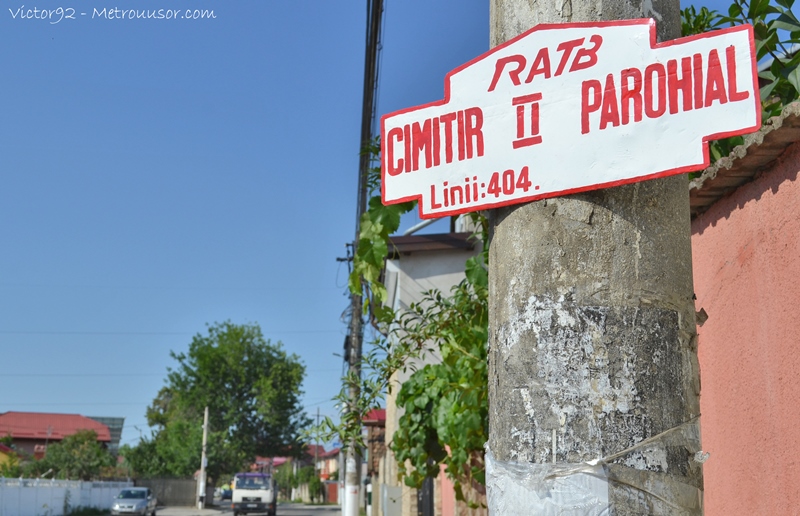 Victor92 - Metrouusor.com
RATB
CIMITIR II PAROHIAL
Linii:404.